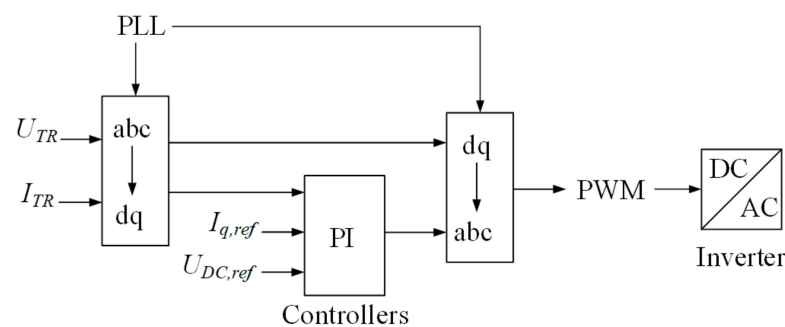 PLL
U_TR
I_TR
abc
dq
I_q,ref
U_DC,ref
PI
Controllers
dq
abc
PWM
DC
AC
Inverter